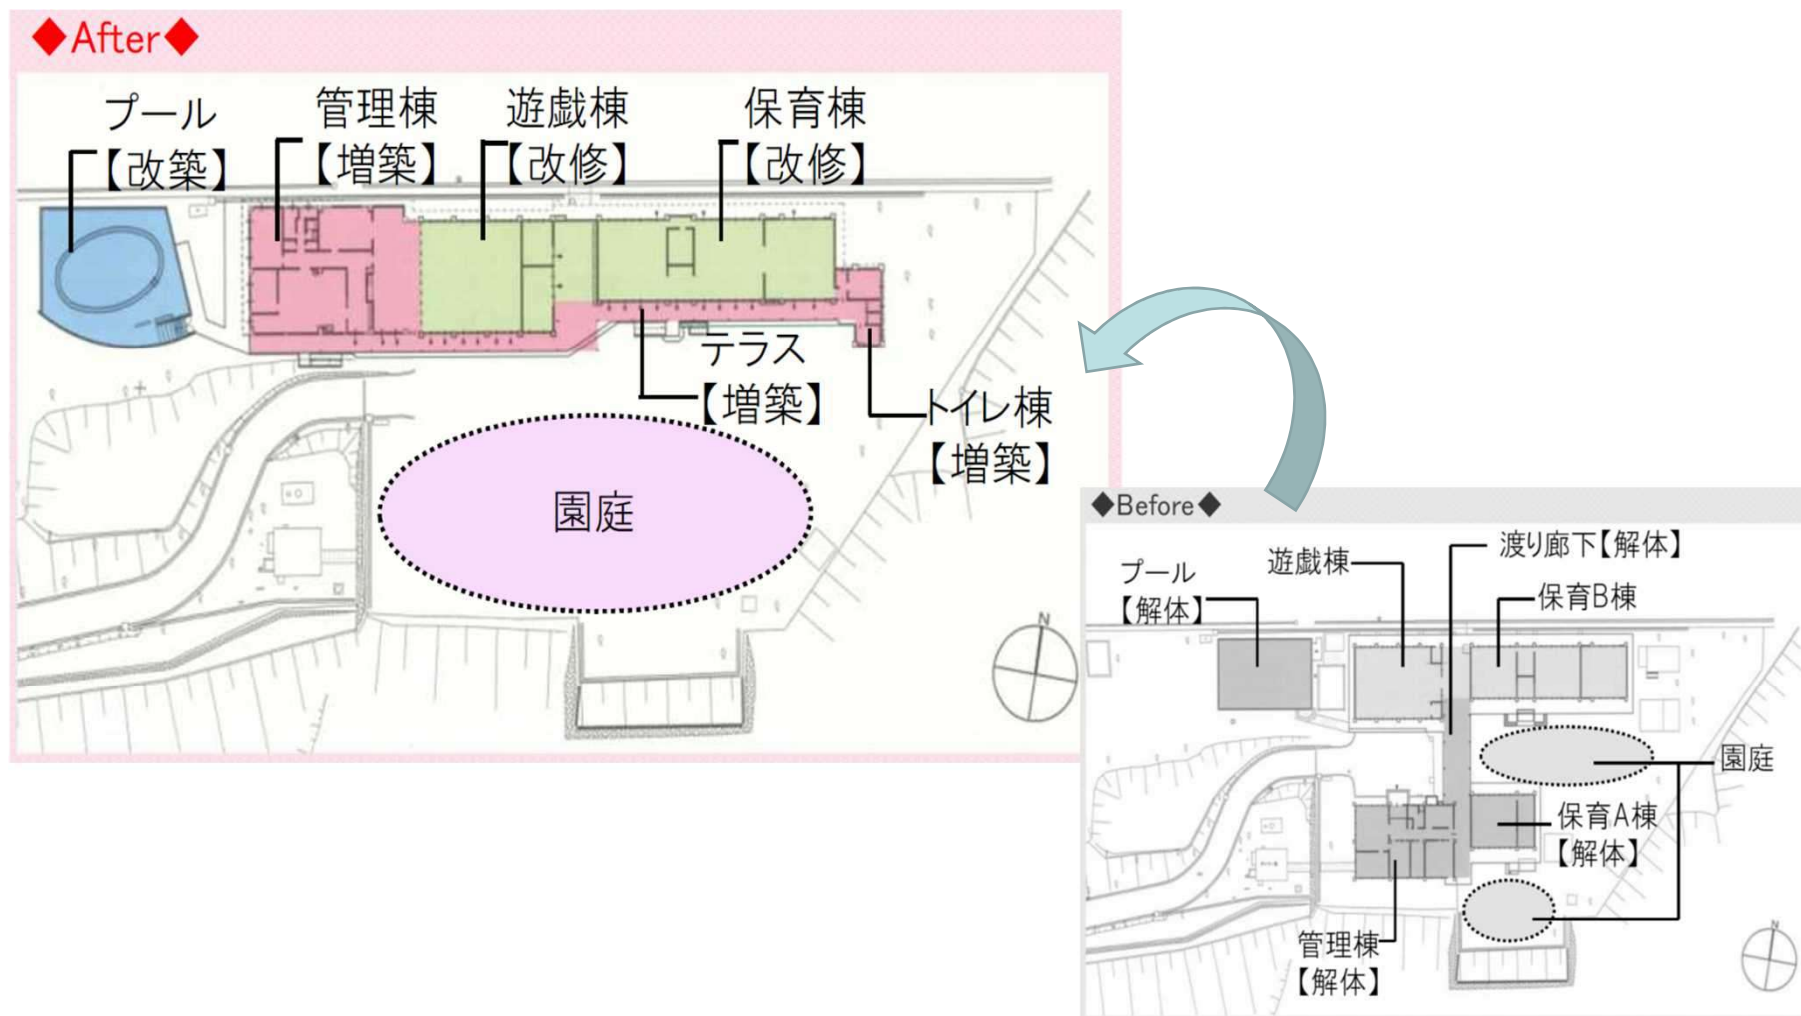 ◆After◆
プール
【改築】
管理棟
【増築】
遊戯棟
【改修】
保育棟
【改修】
テラス
【増築】
トイレ棟
【増築】
園庭
N
◆Before◆
プール
【解体】
遊戯棟
渡り廊下【解体】
保育B棟
園庭
保育A棟
【解体】
管理棟
【解体】
N